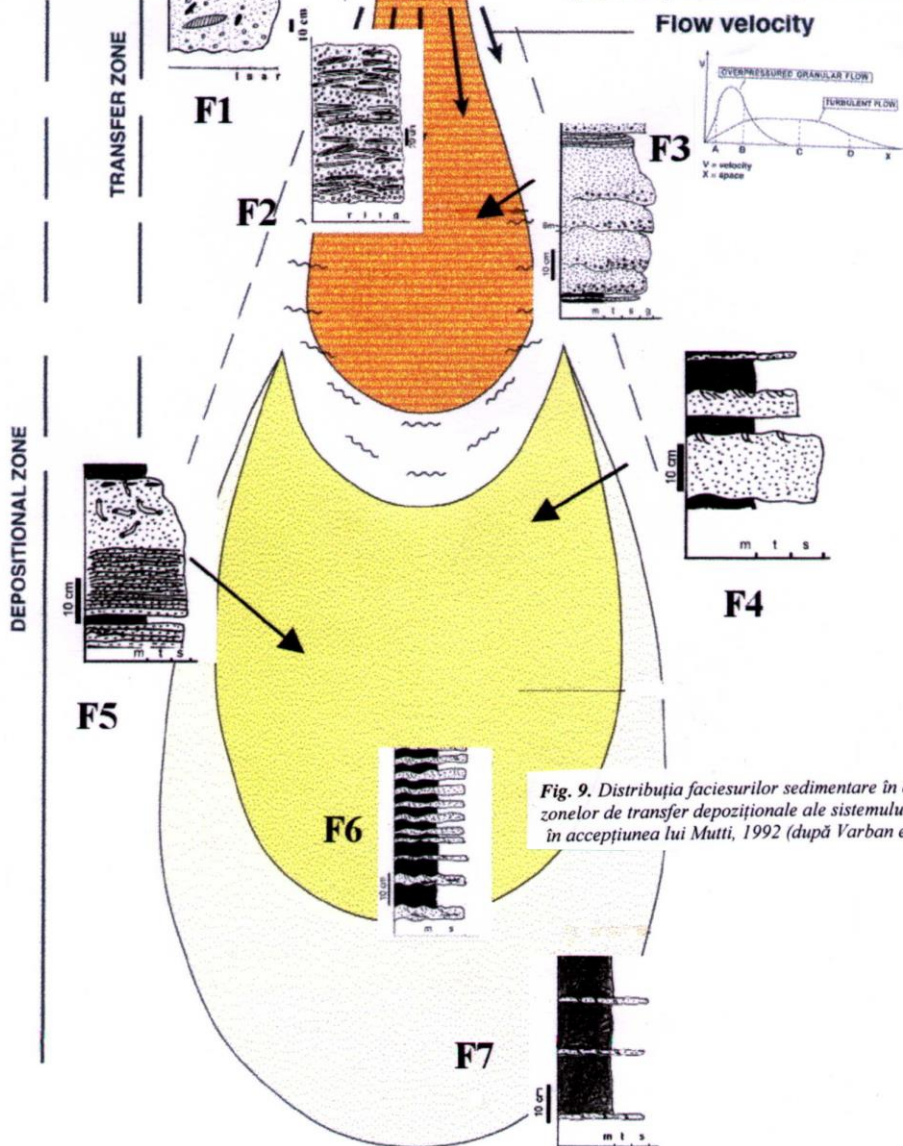 Flow velocity
10 cm
l s a r
F1
TRANSFER ZONE
V
OVERPRESSURED GRANULAR FLOW
TURBULENT FLOW
A B C D X
V = velocity
X = space
F3
F2
10 cm
m t s g
DEPOSITIONAL ZONE
10 cm
m t s
F4
10 cm
m t s
F5
Fig. 9. Distribuția faciesurilor sedimentare în
zonelor de transfer depoziționale ale sistemulu
în accepțiunea lui Mutti, 1992 (după Varban e
F6
10 cm
m s
F7
10 cm
m t s